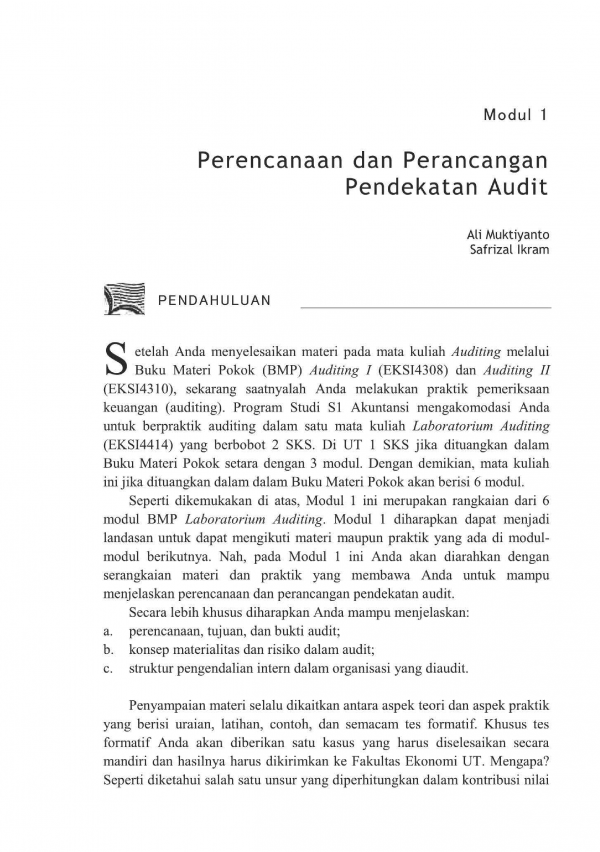 Modul 1
Perencanaan dan Perancangan
Pendekatan Audit
Ali Muktiyanto
Safrizal Ikram
PENDAHULUAN
Setelah Anda menyelesaikan materi pada mata kuliah Auditing melalui
Buku Materi Pokok (BMP) Auditing I (EKSI4308) dan Auditing II
(EKSI4310), sekarang saatnyalah Anda melakukan praktik pemeriksaan
keuangan (auditing). Program Studi S1 Akuntansi mengakomodasi Anda
untuk berpraktik auditing dalam satu mata kuliah Laboratorium Auditing
(EKSI4414) yang berbobot 2 SKS. Di UT 1 SKS jika dituangkan dalam
Buku Materi Pokok setara dengan 3 modul. Dengan demikian, mata kuliah
ini jika dituangkan dalam dalam Buku Materi Pokok akan berisi 6 modul.
Seperti dikemukakan di atas, Modul 1 ini merupakan rangkaian dari 6
modul BMP Laboratorium Auditing. Modul 1 diharapkan dapat menjadi
landasan untuk dapat mengikuti materi maupun praktik yang ada di modul-
modul berikutnya. Nah, pada Modul 1 ini Anda akan diarahkan dengan
serangkaian materi dan praktik yang membawa Anda untuk mampu
menjelaskan perencanaan dan perancangan pendekatan audit.
Secara lebih khusus diharapkan Anda mampu menjelaskan:
a. perencanaan, tujuan, dan bukti audit;
b. konsep materialitas dan risiko dalam audit;
c. struktur pengendalian intern dalam organisasi yang diaudit.
Penyampaian materi selalu dikaitkan antara aspek teori dan aspek praktik
yang berisi uraian, latihan, contoh, dan semacam tes formatif. Khusus tes
formatif Anda akan diberikan satu kasus yang harus diselesaikan secara
mandiri dan hasilnya harus dikirimkan ke Fakultas Ekonomi UT. Mengapa?
Seperti diketahui salah satu unsur yang diperhitungkan dalam kontribusi nilai